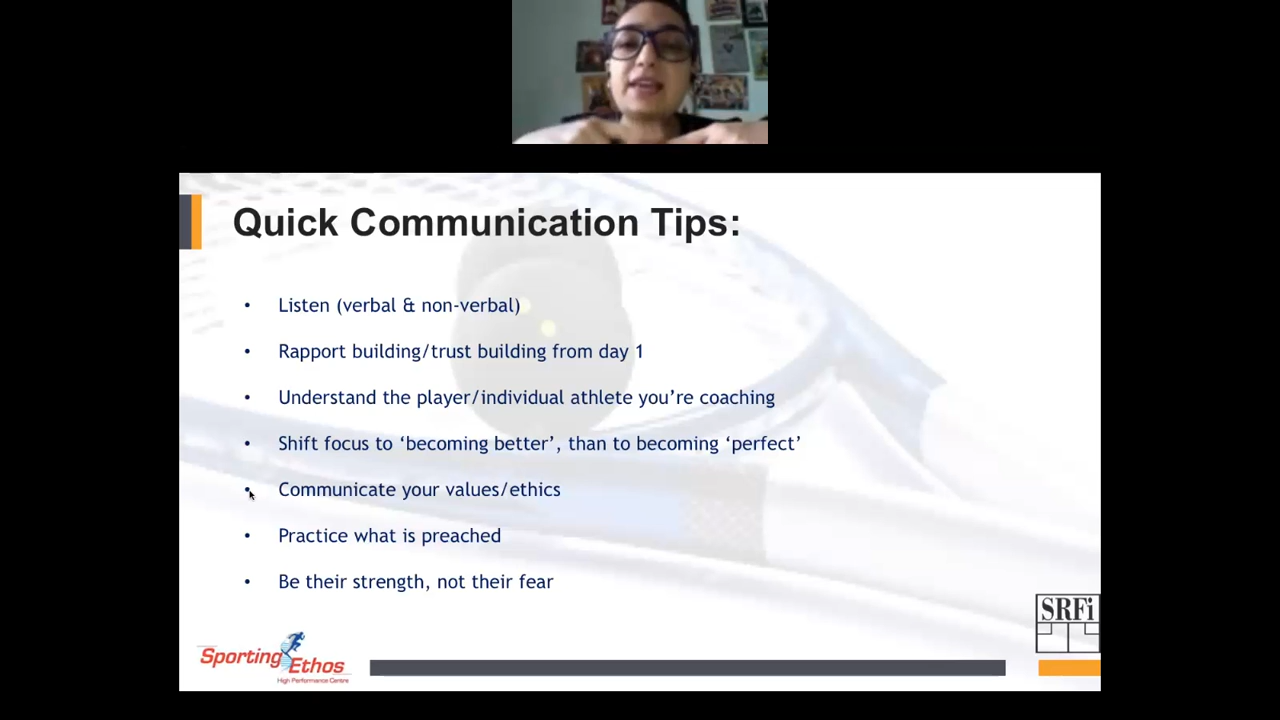 Quick Communication Tips:
• Listen (verbal & non-verbal)
• Rapport building/trust building from day 1
• Understand the player/individual athlete you’re coaching
• Shift focus to ‘becoming better’, than to becoming ‘perfect’
• Communicate your values/ethics
• Practice what is preached
• Be their strength, not their fear
SRFi
Sporting Ethos
High Performance Centre